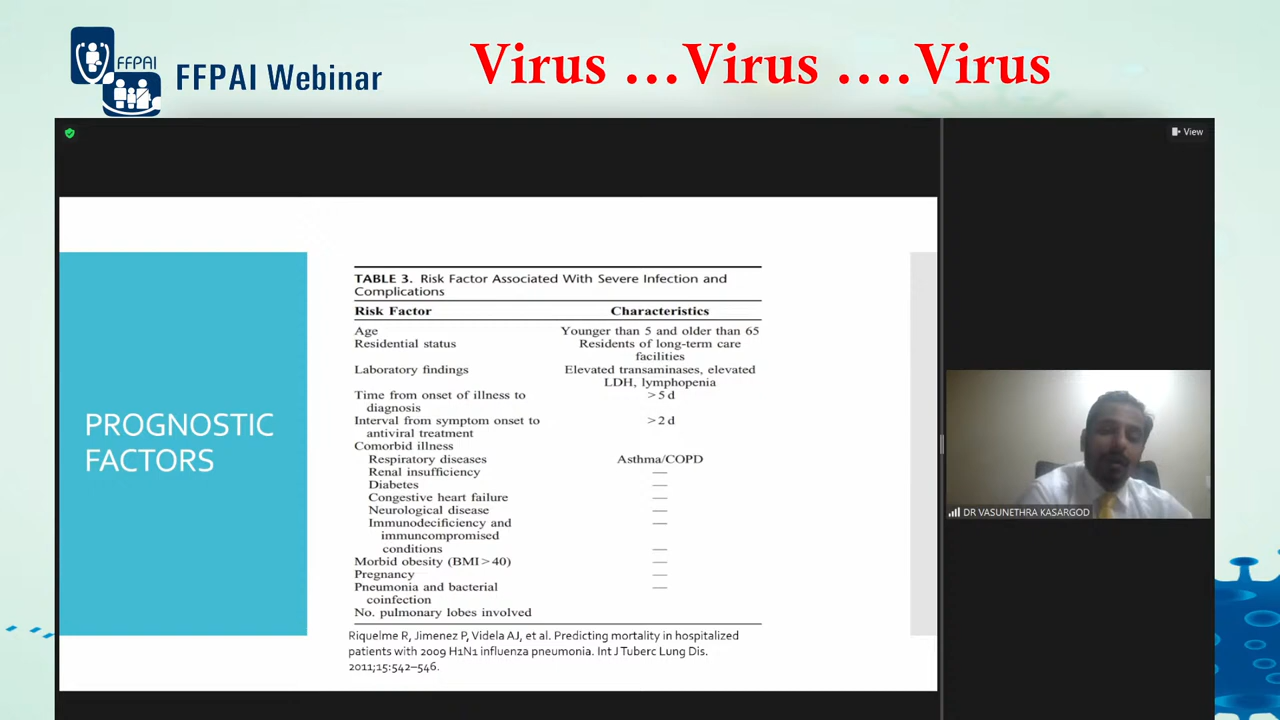 FFPAI
FFPAI Webinar
Virus ...Virus ....Virus
View
PROGNOSTIC
FACTORS
TABLE 3. Risk Factor Associated With Severe Infection and
Complications
Risk Factor Characteristics
Age Younger than 5 and older than 65
Residential status Residents of long-term care
facilities
Laboratory findings Elevated transaminases, elevated
LDH, lymphopenia
Time from onset of illness to >5 d
diagnosis
Interval from symptom onset to >2 d
antiviral treatment
Comorbid illness
Respiratory diseases Asthma/COPD
Renal insufficiency —
Diabetes —
Congestive heart failure —
Neurological disease —
Immunodecificiency and —
immuncompromised
conditions —
Morbid obesity (BMI>40) —
Pregnancy —
Pneumonia and bacterial —
coinfection
No. pulmonary lobes involved
Riquelme R, Jimenez P, Videla AJ, et al. Predicting mortality in hospitalized
patients with 2009 H1N1 influenza pneumonia. Int J Tuberc Lung Dis.
2011;15:542–546.
DR VASUNETHRA KASARGOD